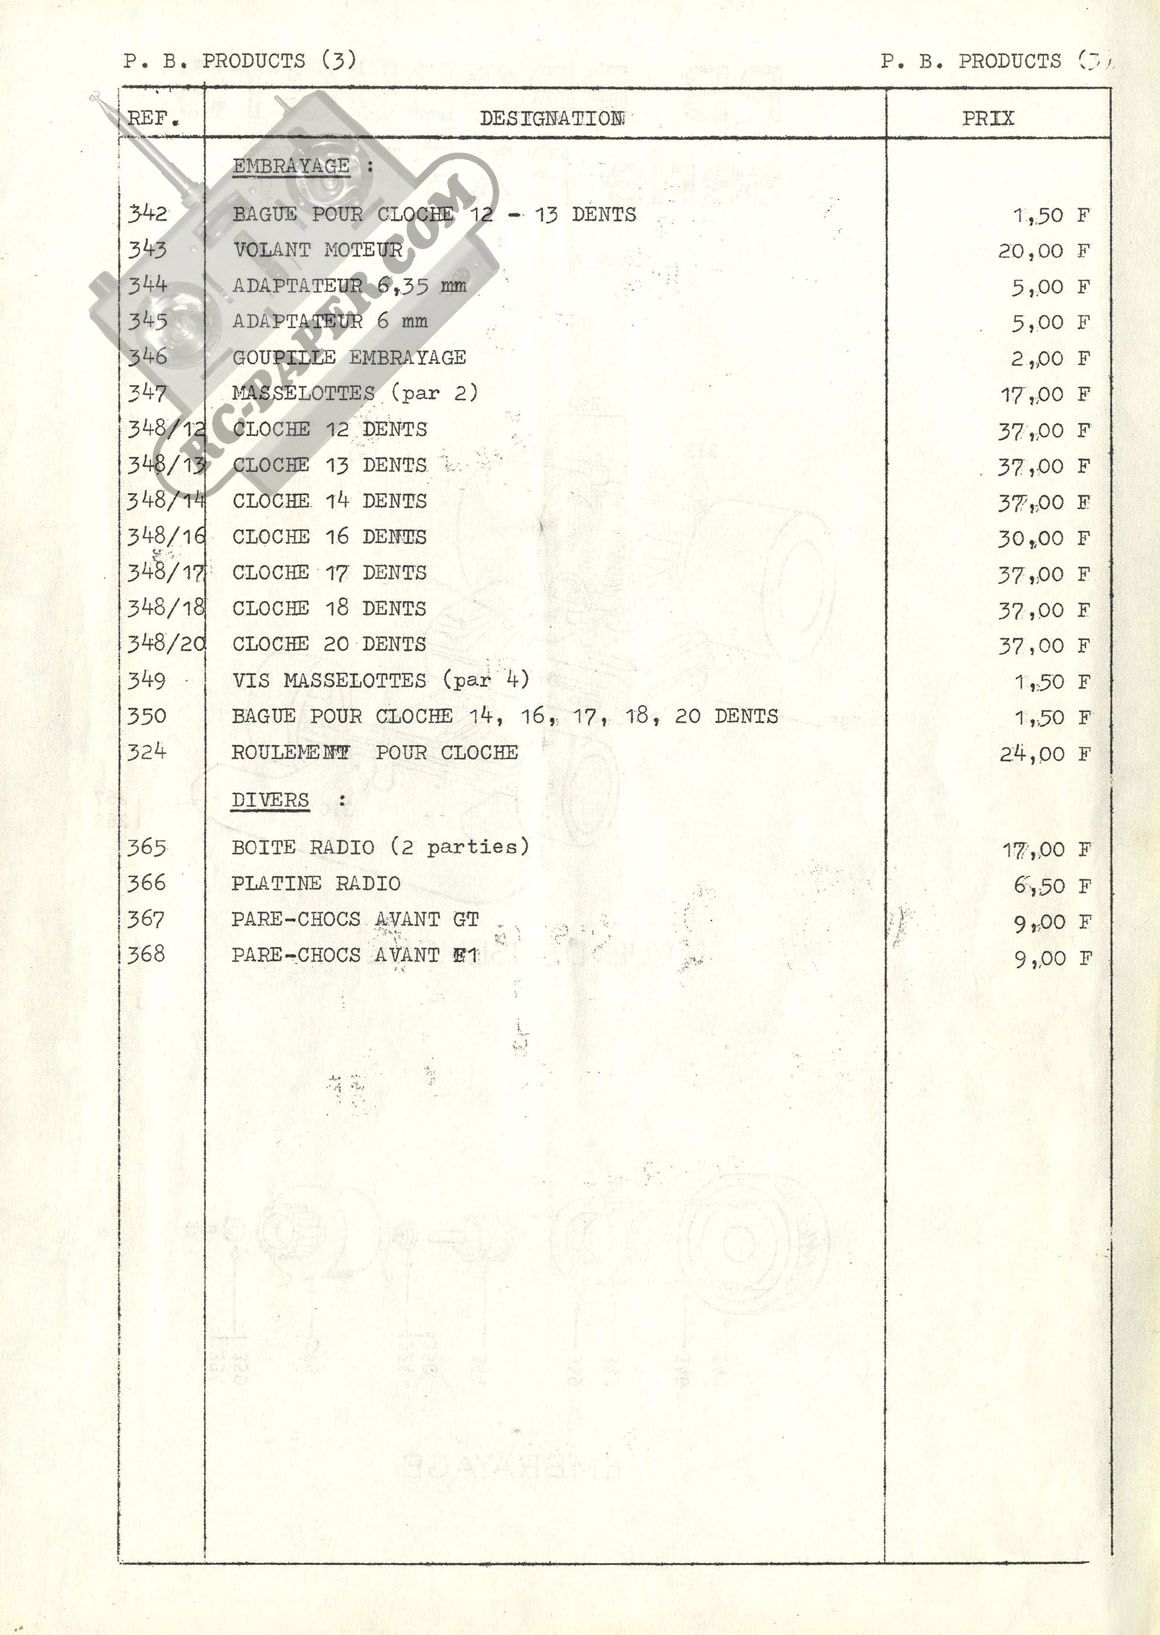 P. B. PRODUCTS (3) P. B. PRODUCTS (3)
REF. DESIGNATION PRIX
EMBRAYAGE :
342 BAGUE POUR CLOCHE 12 - 13 DENTS 1,50 F
343 VOLANT MOTEUR 20,00 F
344 ADAPTATEUR 6,35 mm 5,00 F
345 ADAPTATEUR 6 mm 5,00 F
346 GOUPILLE EMBRAYAGE 2,00 F
347 MASSELOTTES (par 2) 17,00 F
348/12 CLOCHE 12 DENTS 37,00 F
348/13 CLOCHE 13 DENTS 37,00 F
348/14 CLOCHE 14 DENTS 37,00 F
348/16 CLOCHE 16 DENTS 30,00 F
348/17 CLOCHE 17 DENTS 37,00 F
348/18 CLOCHE 18 DENTS 37,00 F
348/20 CLOCHE 20 DENTS 37,00 F
349 VIS MASSELOTTES (par 4) 1,50 F
350 BAGUE POUR CLOCHE 14, 16, 17, 18, 20 DENTS 1,50 F
324 ROULEMENT POUR CLOCHE 24,00 F
DIVERS :
365 BOITE RADIO (2 parties) 17,00 F
366 PLATINE RADIO 6,50 F
367 PARE-CHOCS AVANT GT 9,00 F
368 PARE-CHOCS AVANT F1 9,00 F
RC-PAPER.COM
EMBRAYAGE